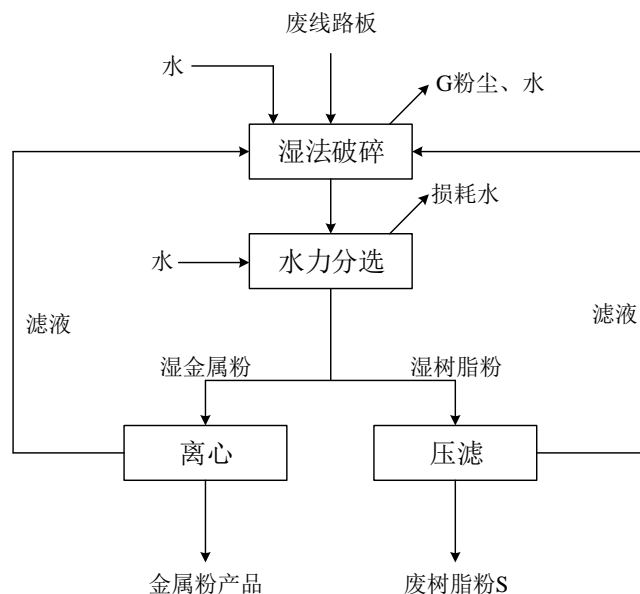 废线路板
水
G粉尘、水
湿法破碎
损耗水
水
水力分选
滤液
滤液
湿金属粉
湿树脂粉
离心
压滤
金属粉产品
废树脂粉S